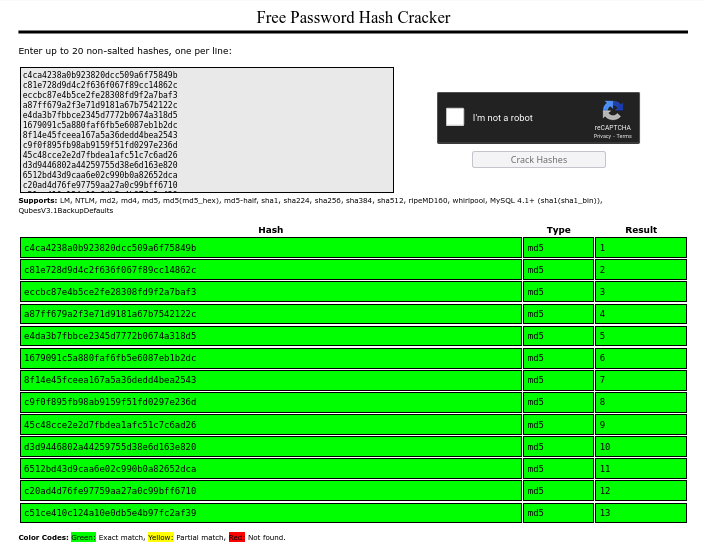 Free Password Hash Cracker
Enter up to 20 non-salted hashes, one per line:
c4ca4238a0b923820dcc509a6f75849b
c81e728d9d4c2f636f067f89cc14862c
eccbc87e4b5ce2fe28308fd9f2a7baf3
a87ff679a2f3e71d9181a67b7542122c
e4da3b7fbbce2345d7772b0674a318d5
1679091c5a880faf6fb5e6087eb1b2dc
8f14e45fceea167a5a36dedd4bea2543
c9f0f895fb98ab9159f51fd0297e236d
45c48cce2e2d7fbdea1afc51c7c6ad26
d3d9446802a44259755d38e6d163e820
6512bd43d9caa6e02c990b0a82652dca
c20ad4d76fe97759aa27a0c99bff6710
I'm not a robot
reCAPTCHA
Privacy - Terms
Crack Hashes
Supports: LM, NTLM, md2, md4, md5, md5(md5_hex), md5-half, sha1, sha224, sha256, sha384, sha512, ripeMD160, whirlpool, MySQL 4.1+ (sha1(sha1_bin)),
QubesV3.1BackupDefaults
Hash Type Result
c4ca4238a0b923820dcc509a6f75849b md5 1
c81e728d9d4c2f636f067f89cc14862c md5 2
eccbc87e4b5ce2fe28308fd9f2a7baf3 md5 3
a87ff679a2f3e71d9181a67b7542122c md5 4
e4da3b7fbbce2345d7772b0674a318d5 md5 5
1679091c5a880faf6fb5e6087eb1b2dc md5 6
8f14e45fceea167a5a36dedd4bea2543 md5 7
c9f0f895fb98ab9159f51fd0297e236d md5 8
45c48cce2e2d7fbdea1afc51c7c6ad26 md5 9
d3d9446802a44259755d38e6d163e820 md5 10
6512bd43d9caa6e02c990b0a82652dca md5 11
c20ad4d76fe97759aa27a0c99bff6710 md5 12
c51ce410c124a10e0db5e4b97fc2af39 md5 13
Color Codes: Green: Exact match, Yellow: Partial match, Red: Not found.